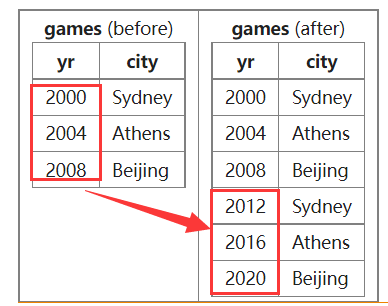 games (before) games (after)
yr city yr city
2000 Sydney 2000 Sydney
2004 Athens 2004 Athens
2008 Beijing 2008 Beijing
2012 Sydney
2016 Athens
2020 Beijing